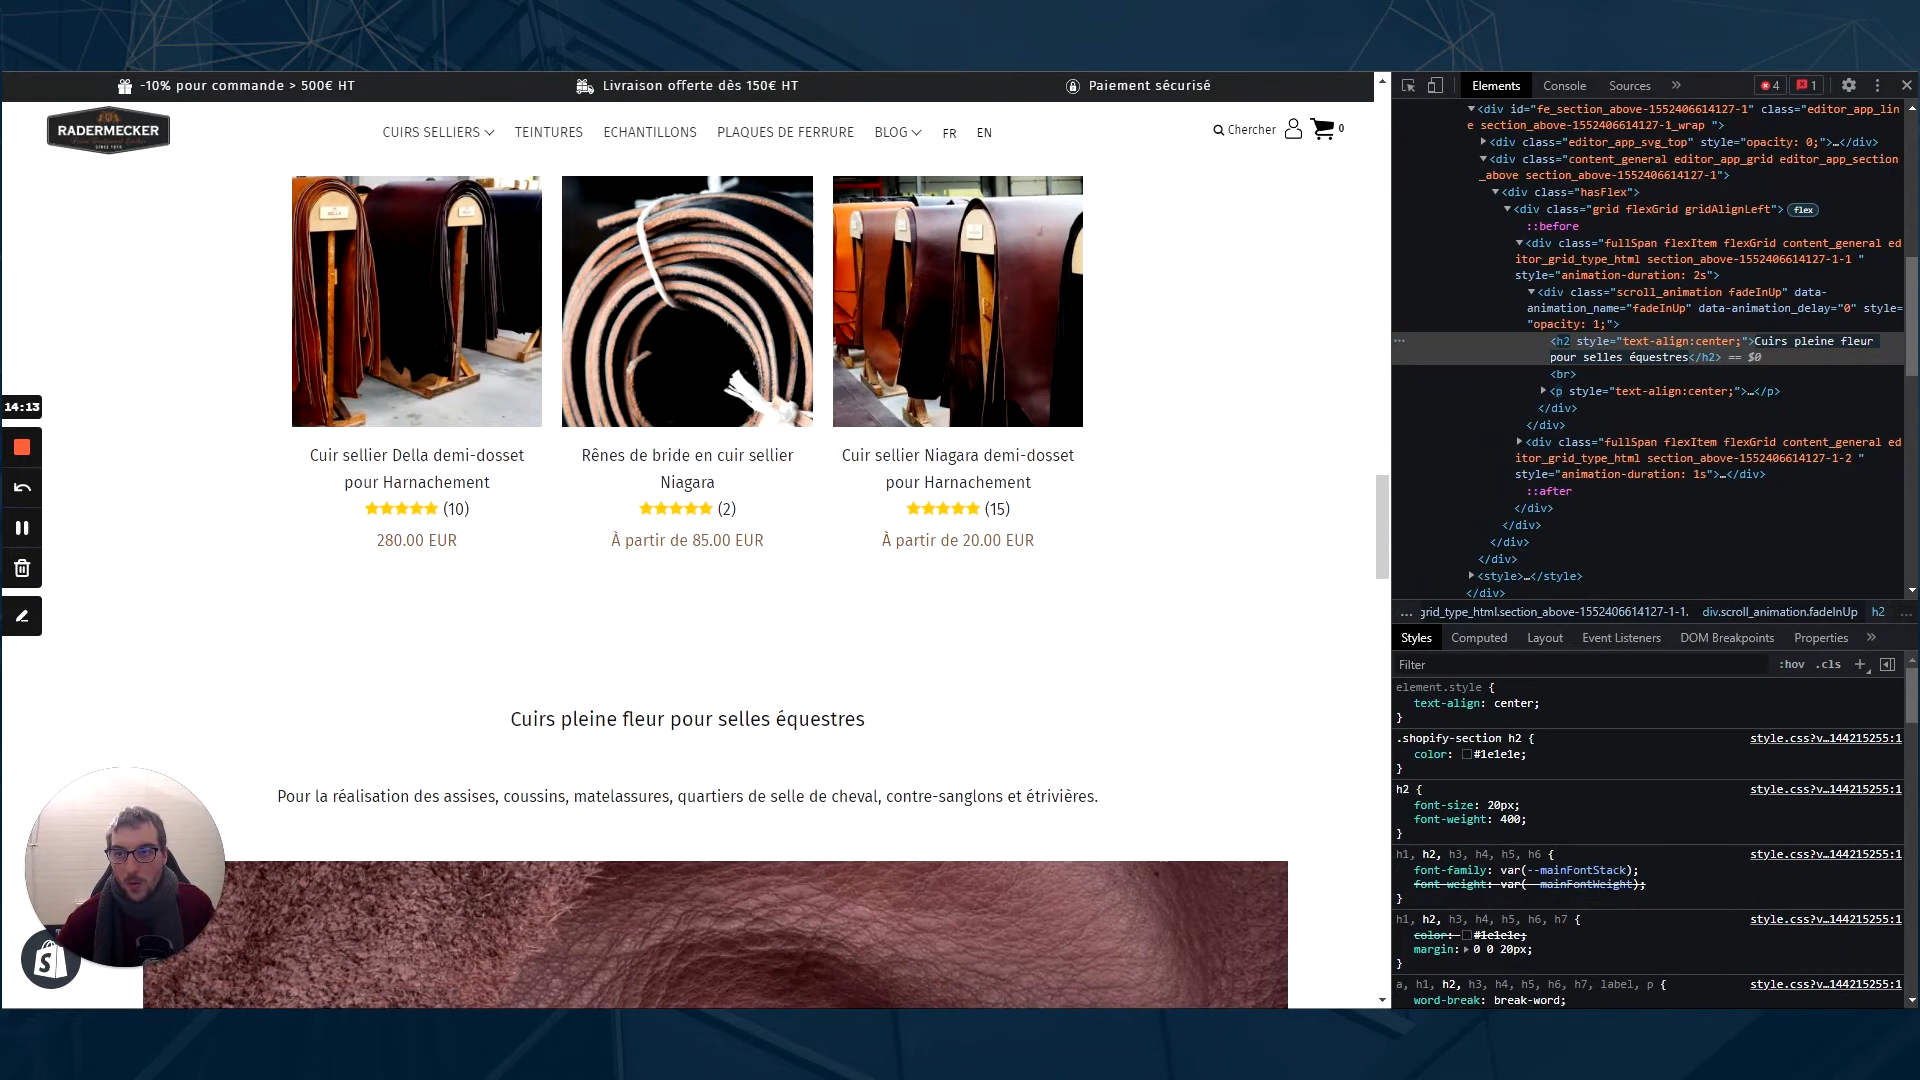 -10% pour commande > 500€ HT
Livraison offerte dès 150€ HT
Paiement sécurisé
RADERMECKER
SINCE 1870
CUIRS SELLIERS
TEINTURES
ECHANTILLONS
PLAQUES DE FERRURE
BLOG
FR
EN
Chercher
0
Cuir sellier Della demi-dosset
pour Harnachement
(10)
280.00 EUR
Rênes de bride en cuir sellier
Niagara
(2)
À partir de 85.00 EUR
Cuir sellier Niagara demi-dosset
pour Harnachement
(15)
À partir de 20.00 EUR
14:13
Cuirs pleine fleur pour selles équestres
Pour la réalisation des assises, coussins, matelassures, quartiers de selle de cheval, contre-sanglons et étrivières.
Elements
Console
Sources
4
1
<div id="fe_section_above-1552406614127-1" class="editor_app_lin
e section_above-1552406614127-1_wrap ">
<div class="editor_app_svg_top" style="opacity: 0;">…</div>
<div class="content_general editor_app_grid editor_app_section
_above section_above-1552406614127-1">
<div class="hasFlex">
<div class="grid flexGrid gridAlignLeft"> flex
::before
<div class="fullSpan flexItem flexGrid content_general ed
itor_grid_type_html section_above-1552406614127-1-1 "
style="animation-duration: 2s">
<div class="scroll_animation fadeInUp" data-
animation_name="fadeInUp" data-animation_delay="0" style=
"opacity: 1;">
<h2 style="text-align:center;">Cuirs pleine fleur
pour selles équestres</h2> == $0
<br>
<p style="text-align:center;">…</p>
</div>
</div>
<div class="fullSpan flexItem flexGrid content_general ed
itor_grid_type_html section_above-1552406614127-1-2 "
style="animation-duration: 1s">…</div>
::after
</div>
</div>
</div>
</div>
<style>…</style>
</div>
… grid_type_html.section_above-1552406614127-1-1. div.scroll_animation.fadeInUp h2 …
Styles
Computed
Layout
Event Listeners
DOM Breakpoints
Properties
Filter
:hov .cls
element.style {
text-align: center;
}
.shopify-section h2 { style.css?v…144215255:1
color: #1e1e1e;
}
h2 { style.css?v…144215255:1
font-size: 20px;
font-weight: 400;
}
h1, h2, h3, h4, h5, h6 { style.css?v…144215255:1
font-family: var(--mainFontStack);
font-weight: var(--mainFontWeight);
}
h1, h2, h3, h4, h5, h6, h7 { style.css?v…144215255:1
color: #1e1e1e;
margin: 0 0 20px;
}
a, h1, h2, h3, h4, h5, h6, h7, label, p { style.css?v…144215255:1
word-break: break-word;